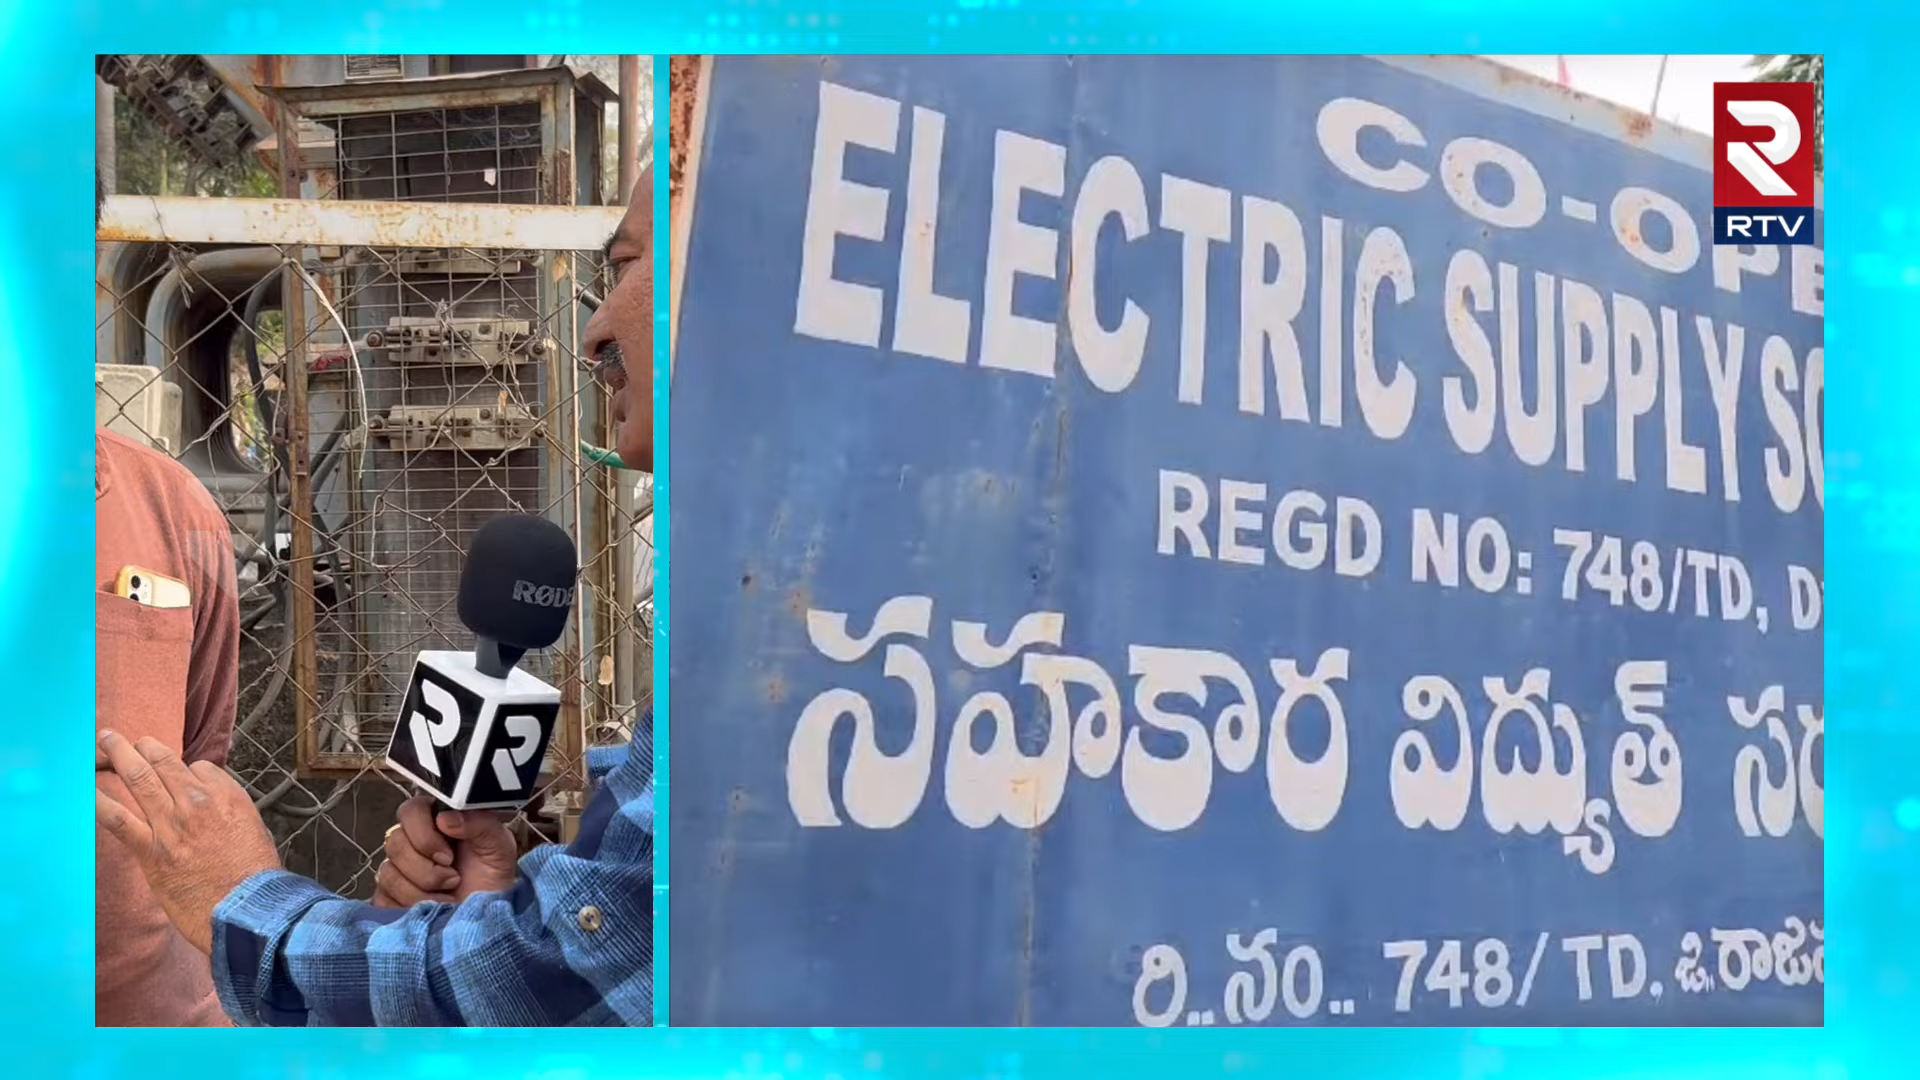 RTV
RØDE
CO-OPE
ELECTRIC SUPPLY SO
REGD NO: 748/TD, D
సహకార విద్యుత్
రి..నం.. 748/ TD. జి.